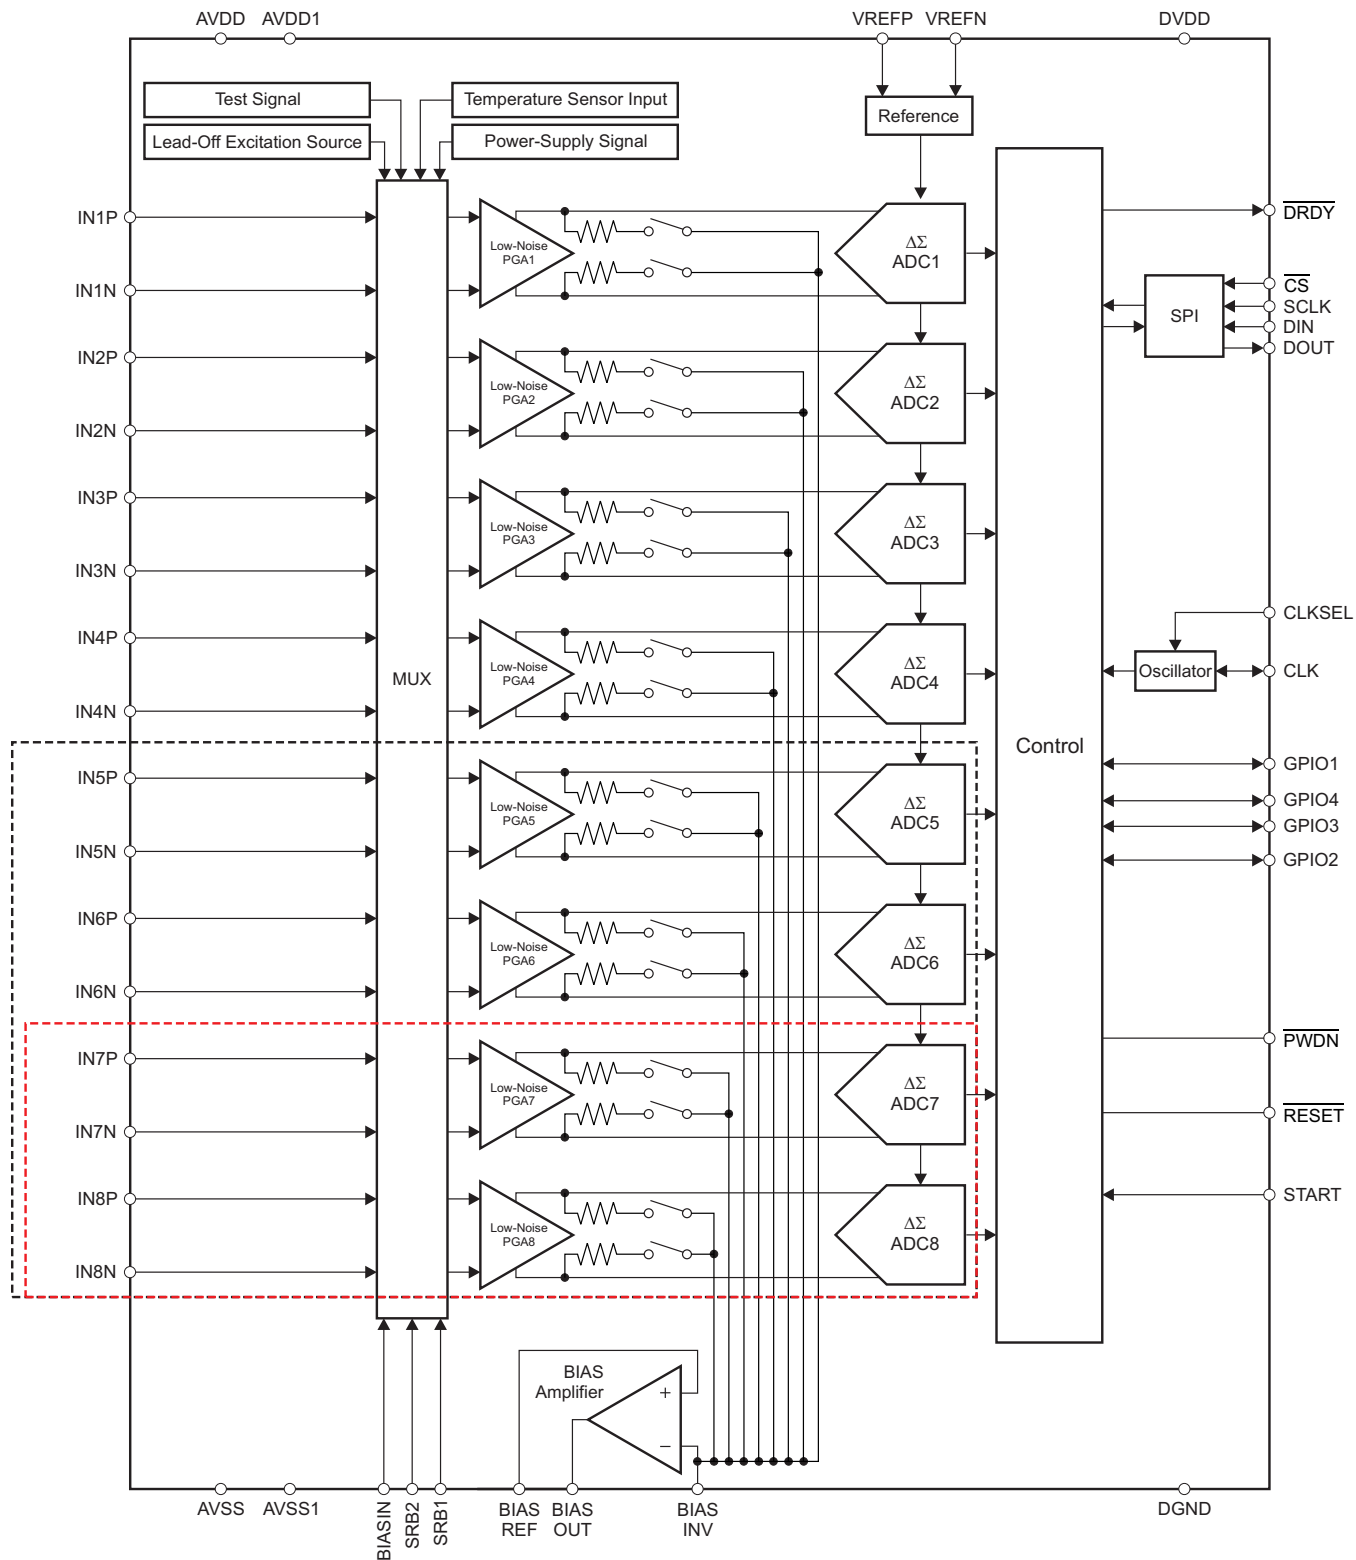 AVDD AVDD1 VREFP VREFN DVDD
Test Signal
Temperature Sensor Input
Lead-Off Excitation Source
Power-Supply Signal
Reference
MUX
Control
IN1P
IN1N
Low-Noise
PGA1
ΔΣ
ADC1
IN2P
IN2N
Low-Noise
PGA2
ΔΣ
ADC2
IN3P
IN3N
Low-Noise
PGA3
ΔΣ
ADC3
IN4P
IN4N
Low-Noise
PGA4
ΔΣ
ADC4
IN5P
IN5N
Low-Noise
PGA5
ΔΣ
ADC5
IN6P
IN6N
Low-Noise
PGA6
ΔΣ
ADC6
IN7P
IN7N
Low-Noise
PGA7
ΔΣ
ADC7
IN8P
IN8N
Low-Noise
PGA8
ΔΣ
ADC8
DRDY
SPI
CS
SCLK
DIN
DOUT
CLKSEL
Oscillator
CLK
GPIO1
GPIO4
GPIO3
GPIO2
PWDN
RESET
START
BIAS
Amplifier
+
−
AVSS AVSS1
BIASIN
SRB2
SRB1
BIAS
REF
BIAS
OUT
BIAS
INV
DGND